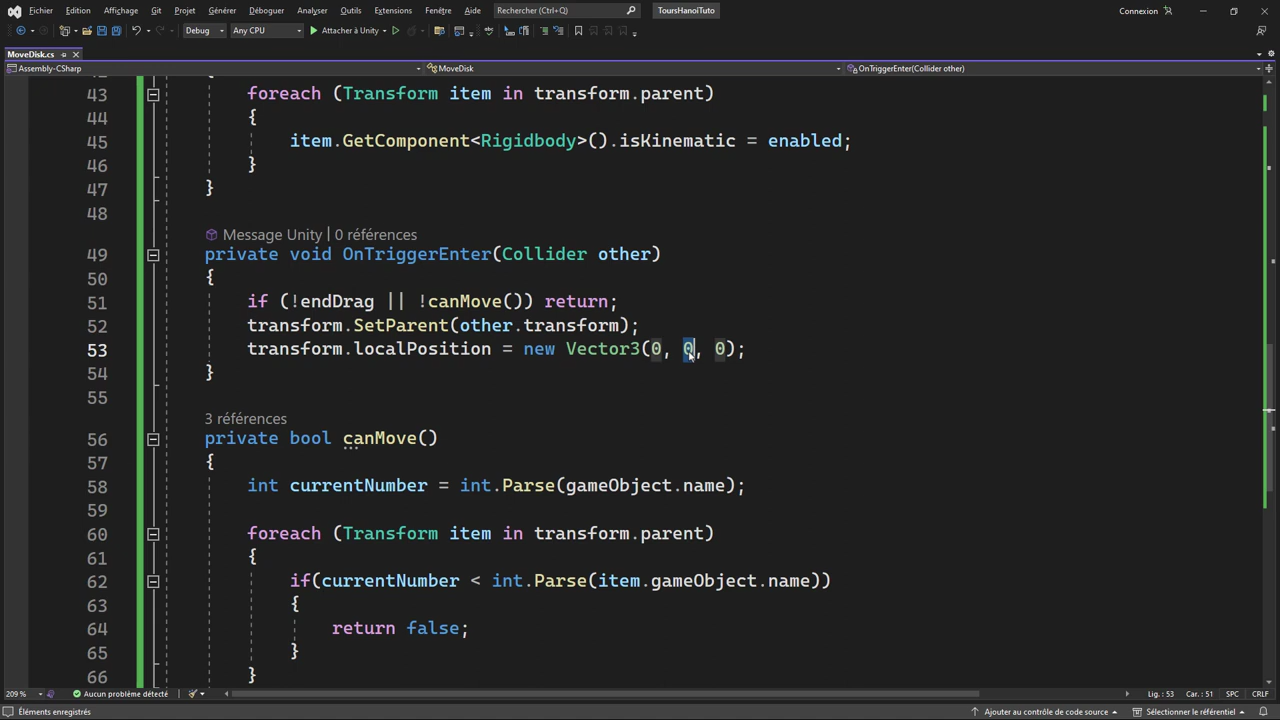 Fichier Edition Affichage Git Projet Générer Déboguer Analyser Outils Extensions Fenêtre Aide Rechercher (Ctrl+Q) ToursHanoiTuto Connexion
Debug Any CPU Attacher à Unity
MoveDisk.cs
Assembly-CSharp MoveDisk OnTriggerEnter(Collider other)
43 foreach (Transform item in transform.parent)
44 {
45 item.GetComponent<Rigidbody>().isKinematic = enabled;
46 }
47 }
48
Message Unity | 0 références
49 private void OnTriggerEnter(Collider other)
50 {
51 if (!endDrag || !canMove()) return;
52 transform.SetParent(other.transform);
53 transform.localPosition = new Vector3(0, 0, 0);
54 }
55
3 références
56 private bool canMove()
57 {
58 int currentNumber = int.Parse(gameObject.name);
59
60 foreach (Transform item in transform.parent)
61 {
62 if(currentNumber < int.Parse(item.gameObject.name))
63 {
64 return false;
65 }
66 }
209 % Aucun problème détecté Lig. : 53 Car. : 51 SPC CRLF
Éléments enregistrés Ajouter au contrôle de code source Sélectionner le référentiel